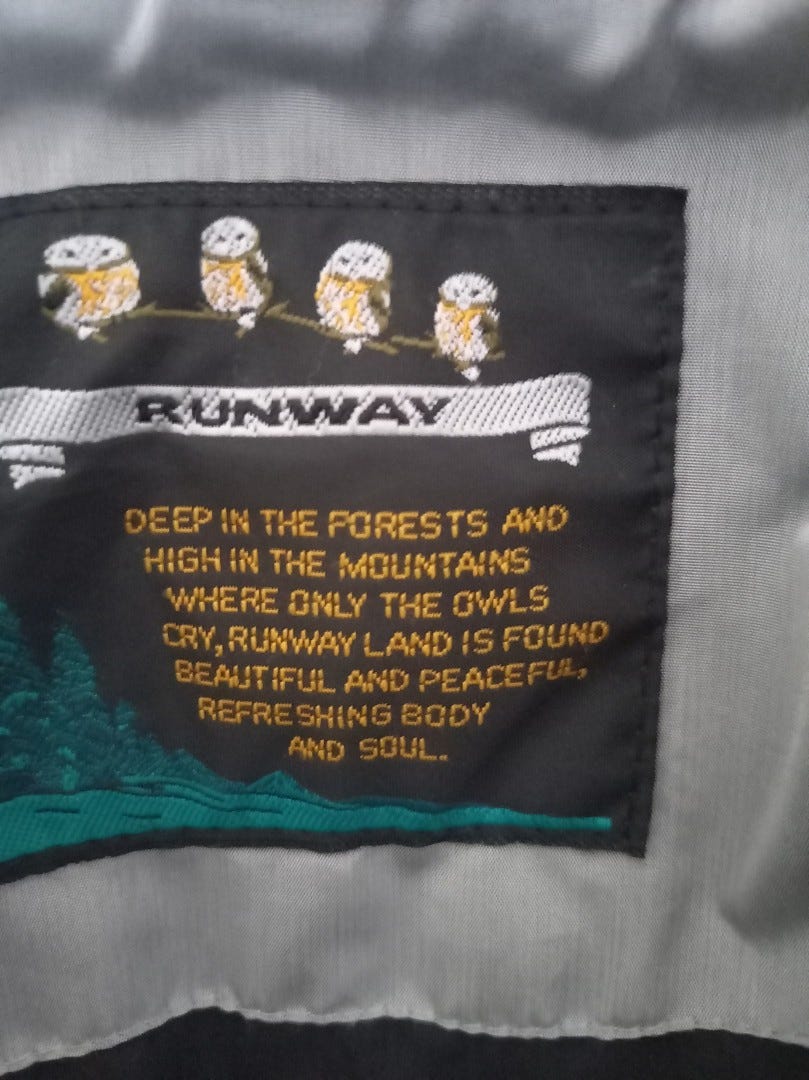 RUNWAY
DEEP IN THE FORESTS AND
HIGH IN THE MOUNTAINS
WHERE ONLY THE OWLS
CRY, RUNWAY LAND IS FOUND
BEAUTIFUL AND PEACEFUL,
REFRESHING BODY
AND SOUL.